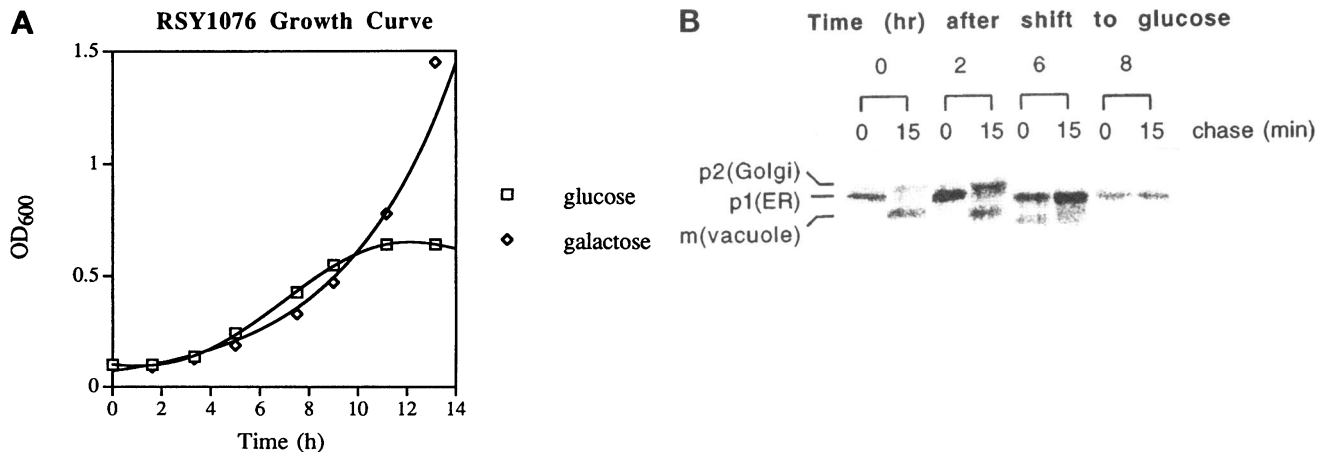 A
RSY1076 Growth Curve
1.5
1
0.5
0
OD600
0 2 4 6 8 10 12 14
Time (h)
glucose
galactose
B
Time (hr) after shift to glucose
0 2 6 8
0 15 0 15 0 15 0 15 chase (min)
p2(Golgi)
p1(ER)
m(vacuole)